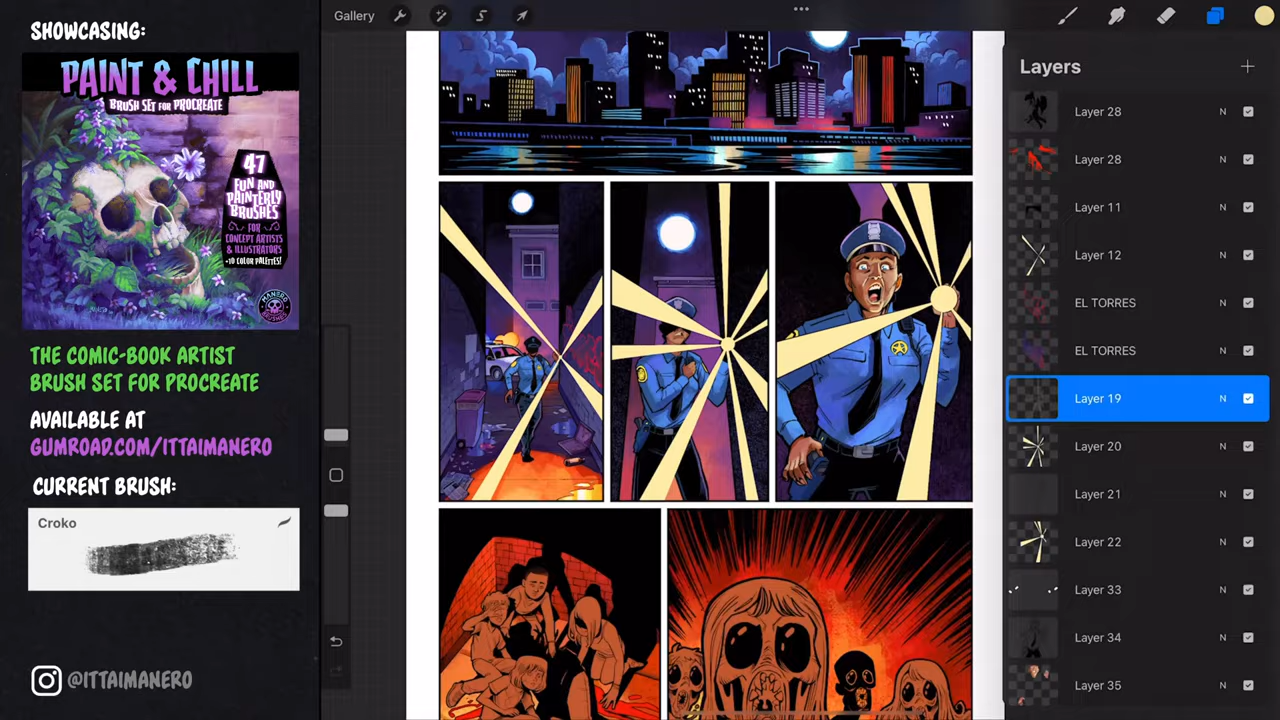 SHOWCASING:
PAINT & CHILL
BRUSH SET FOR PROCREATE
47
FUN AND
PAINTERLY
BRUSHES
FOR
CONCEPT ARTISTS
& ILLUSTRATORS
+10 COLOR PALETTES!
MANERO
BRUSHES
THE COMIC-BOOK ARTIST
BRUSH SET FOR PROCREATE
AVAILABLE AT
GUMROAD.COM/ITTAIMANERO
CURRENT BRUSH:
Croko
@ITTAIMANERO
Gallery
Layers
Layer 28 N
Layer 28 N
Layer 11 N
Layer 12 N
EL TORRES N
EL TORRES N
Layer 19 N
Layer 20 N
Layer 21 N
Layer 22 N
Layer 33 N
Layer 34 N
Layer 35 N